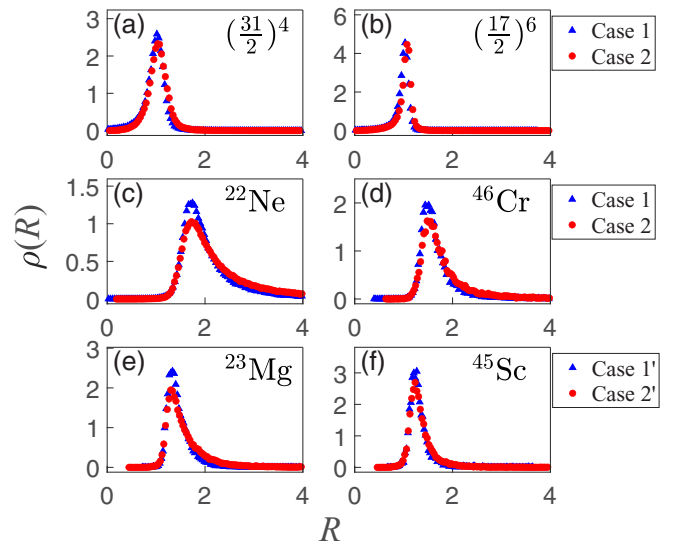 (a) (31/2)^4
3
2
1
0
0 2 4
(b) (17/2)^6
6
4
2
0
0 2 4
Case 1
Case 2
(c) ^22Ne
1.5
1
0.5
0
0 2 4
(d) ^46Cr
2
1
0
0 2 4
Case 1
Case 2
ρ(R)
(e) ^23Mg
3
2
1
0
0 2 4
(f) ^45Sc
3
2
1
0
0 2 4
Case 1'
Case 2'
R